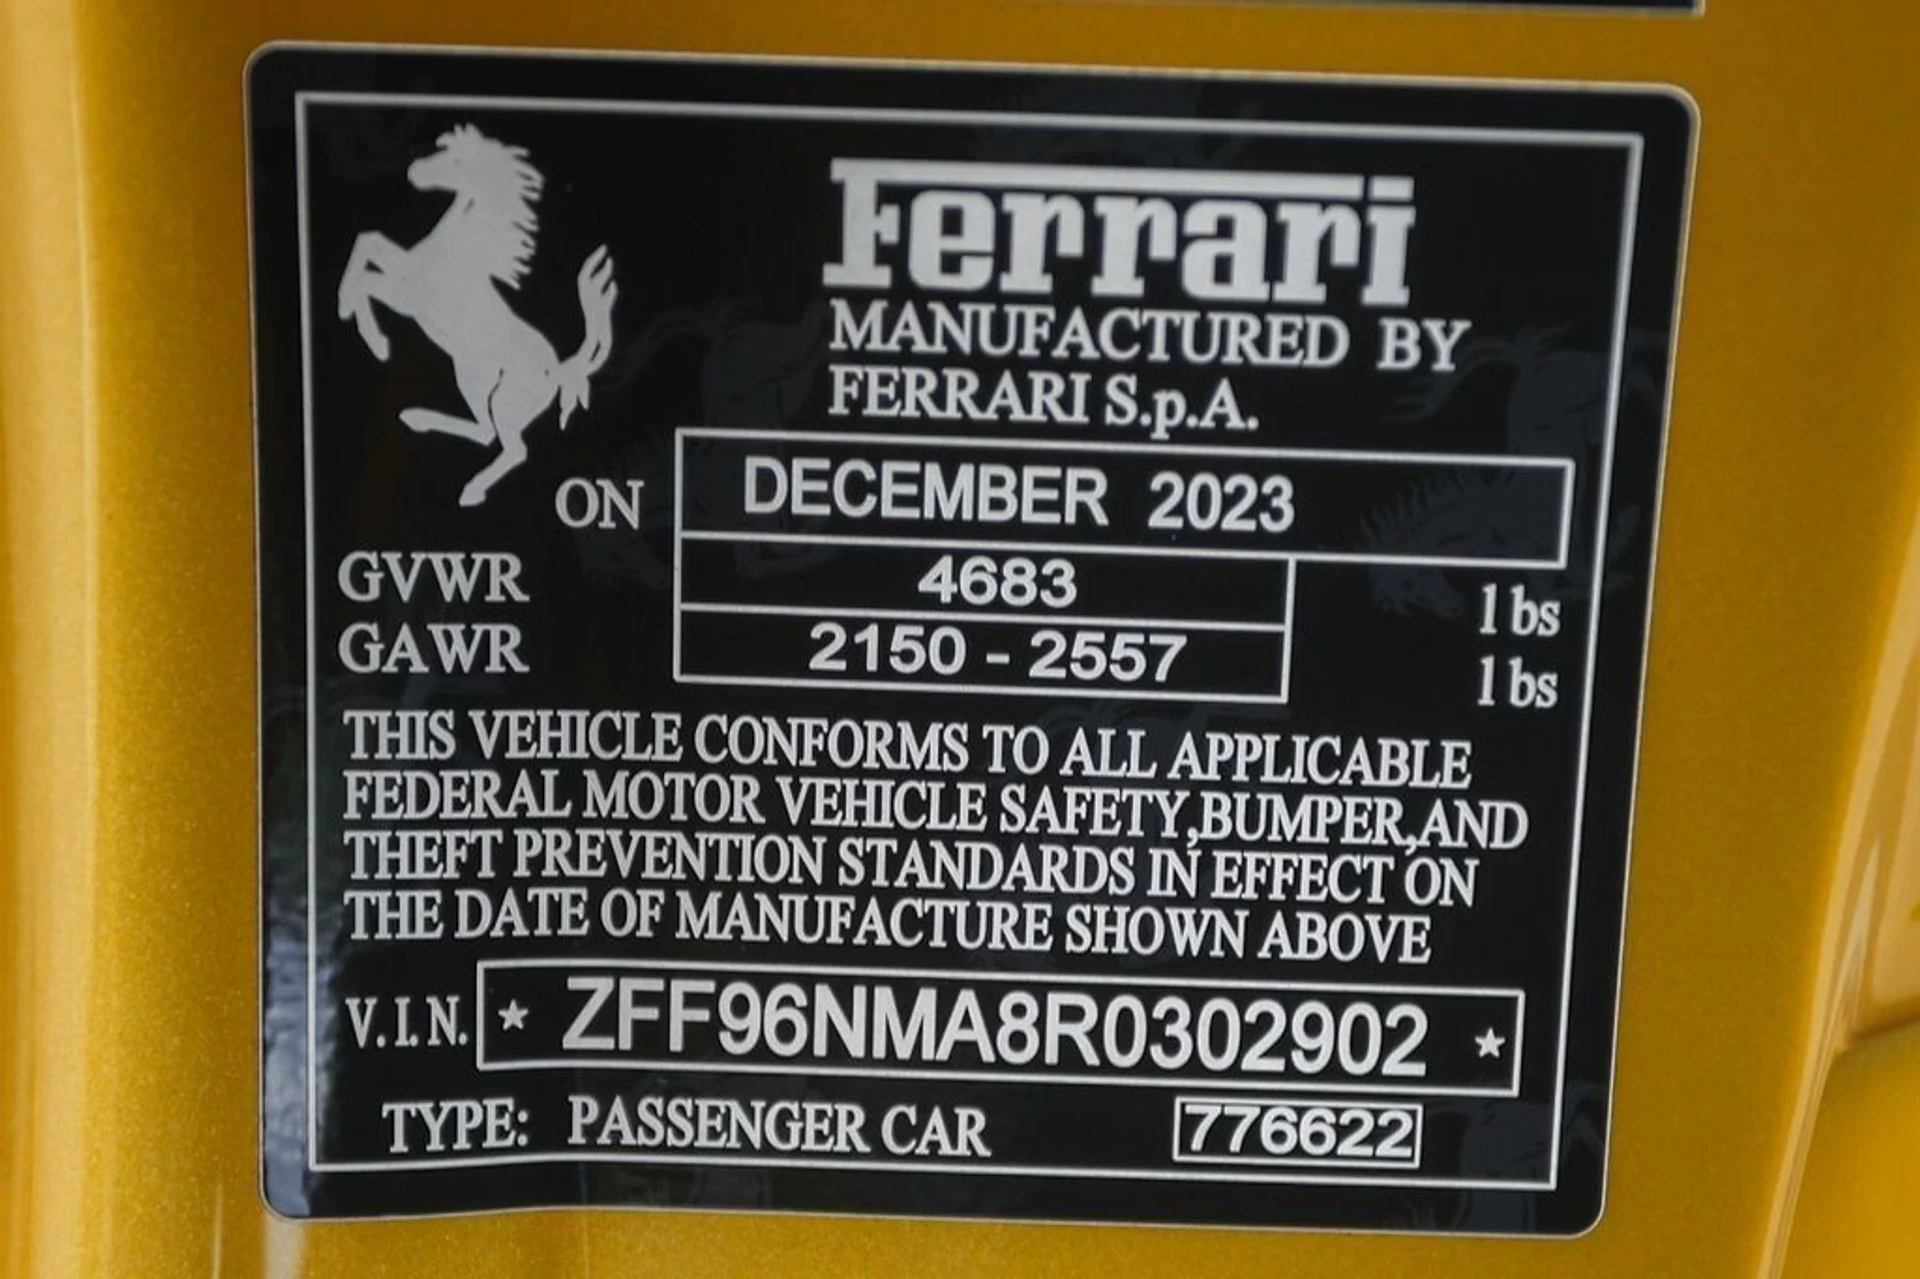 Ferrari
MANUFACTURED BY
FERRARI S.p.A.
ON DECEMBER 2023
GVWR 4683 lbs
GAWR 2150 - 2557 lbs
THIS VEHICLE CONFORMS TO ALL APPLICABLE
FEDERAL MOTOR VEHICLE SAFETY,BUMPER,AND
THEFT PREVENTION STANDARDS IN EFFECT ON
THE DATE OF MANUFACTURE SHOWN ABOVE
V.I.N. * ZFF96NMA8R0302902 *
TYPE: PASSENGER CAR 776622